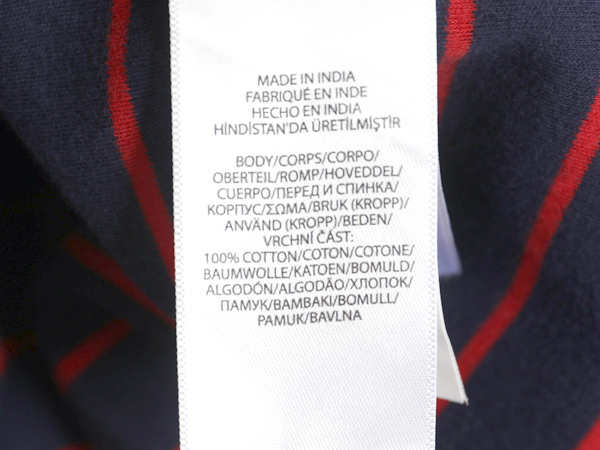 MADE IN INDIA
FABRIQUÉ EN INDE
HECHO EN INDIA
HİNDİSTAN'DA ÜRETİLMİŞTİR
BODY/CORPS/CORPO/
OBERTEIL/ROMP/HOVEDDEL/
CUERPO/ПЕРЕД И СПИНКА/
КОРПУС/ΣΩΜΑ/BRUK (KROPP)/
ANVÄND (KROPP)/BEDEN/
VRCHNÍ ČÁST:
100% COTTON/COTON/COTONE/
BAUMWOLLE/KATOEN/BOMULD/
ALGODÓN/ALGODÃO/ХЛОПОК/
ПАМУК/BAMBAKI/BOMULL/
PAMUK/BAVLNA